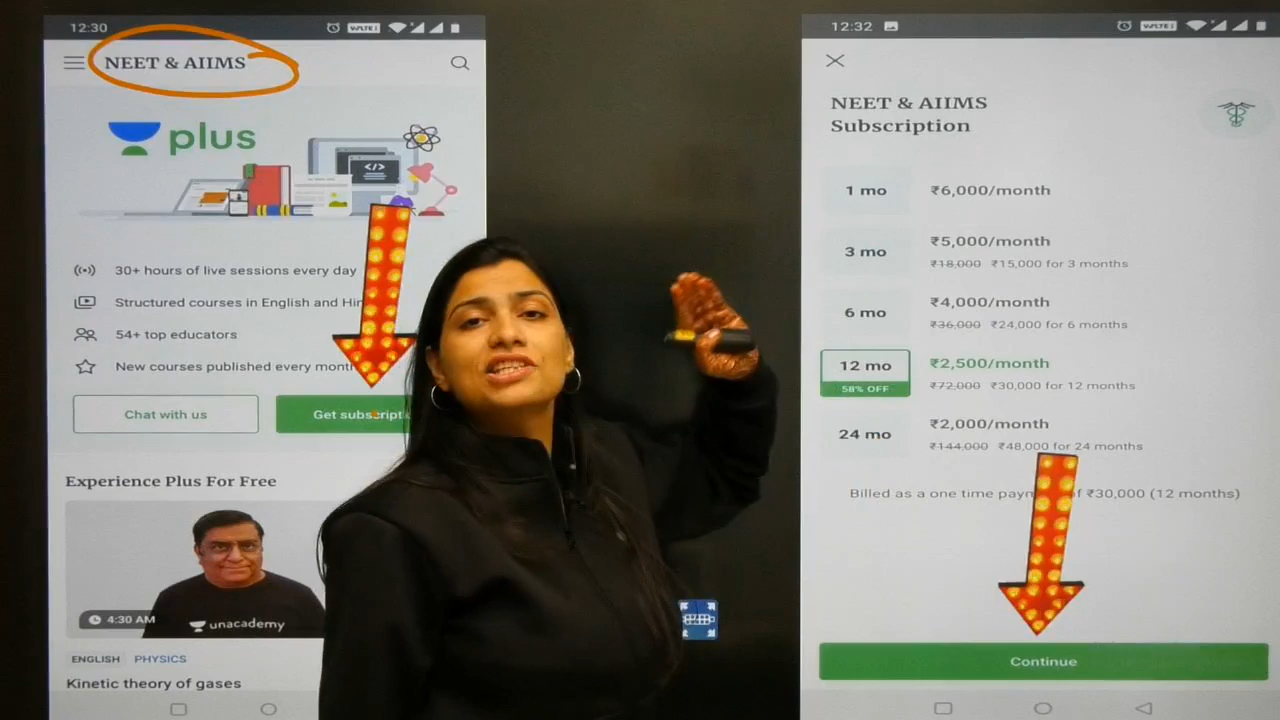 12:30
VoLTE
NEET & AIIMS
plus
30+ hours of live sessions every day
Structured courses in English and
54+ top educators
New courses published every
Chat with us
Get
Experience Plus For Free
4:30 AM
unacademy
ENGLISH PHYSICS
Kinetic theory of gases
12:32
VoLTE
NEET & AIIMS
Subscription
1 mo ₹6,000/month
3 mo ₹5,000/month
₹18,000 ₹15,000 for 3 months
6 mo ₹4,000/month
₹36,000 ₹24,000 for 6 months
12 mo ₹2,500/month
58% OFF ₹72,000 ₹30,000 for 12 months
24 mo ₹2,000/month
₹144,000 ₹48,000 for 24 months
Billed as a one time ₹30,000 (12 months)
Continue